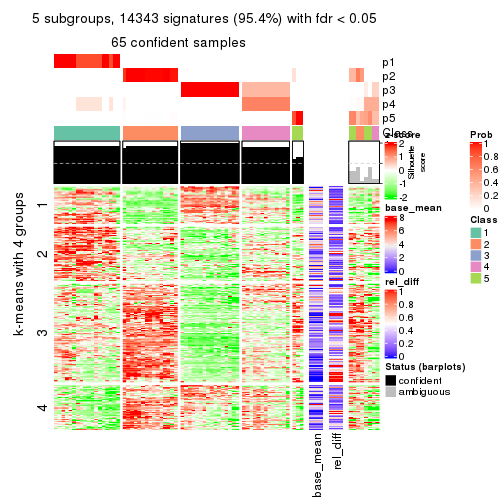 5 subgroups, 14343 signatures (95.4%) with fdr < 0.05
65 confident samples
p1
p2
p3
p4
p5
Class
Silhouette score
k-means with 4 groups
1
2
3
4
base_mean
rel_diff
z-score
2
1
0
-1
-2
base_mean
8
6
4
2
0
rel_diff
1
0.8
0.6
0.4
0.2
0
Status (barplots)
confident
ambiguous
Prob
1
0.8
0.6
0.4
0.2
0
Class
1
2
3
4
5